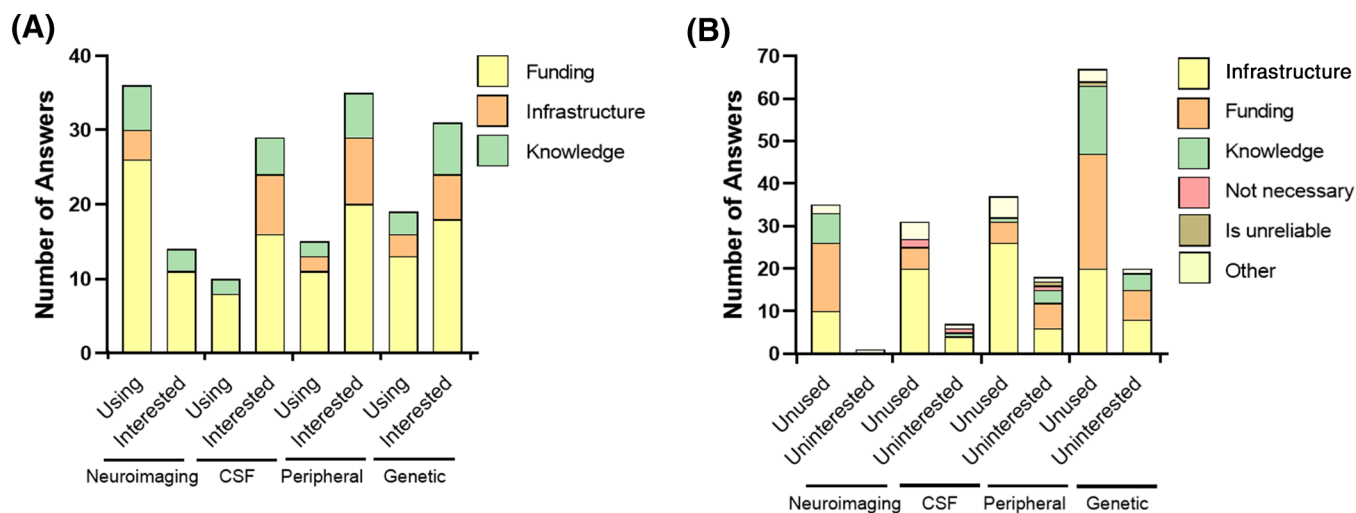 (A)
40
30
20
10
0
Number of Answers
Funding
Infrastructure
Knowledge
Using
Interested
Using
Interested
Using
Interested
Using
Interested
Neuroimaging
CSF
Peripheral
Genetic
(B)
70
60
50
40
30
20
10
0
Number of Answers
Infrastructure
Funding
Knowledge
Not necessary
Is unreliable
Other
Unused
Uninterested
Unused
Uninterested
Unused
Uninterested
Unused
Uninterested
Neuroimaging
CSF
Peripheral
Genetic